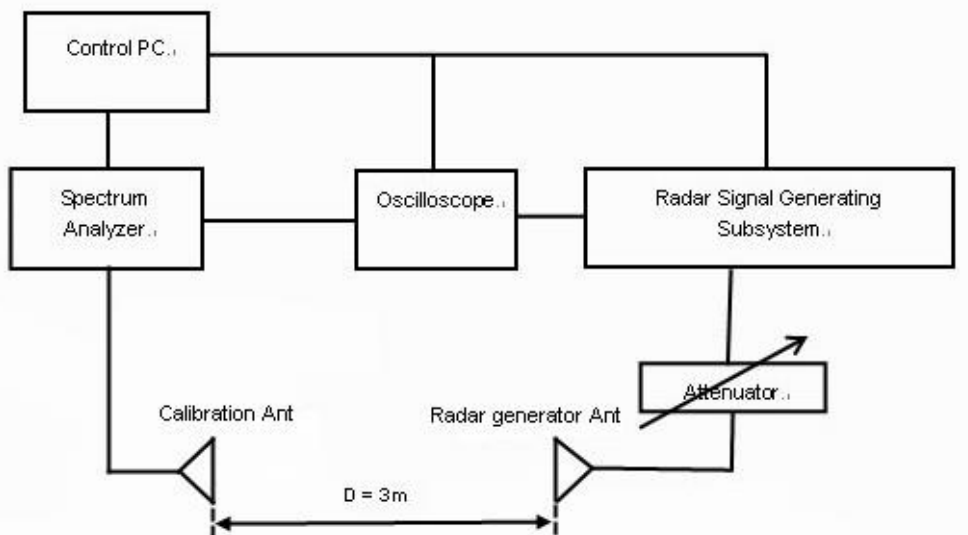 Control PC.
Spectrum
Analyzer.
Oscilloscope.
Radar Signal Generating
Subsystem.
Attenuator.
Calibration Ant
Radar generator Ant
D = 3m